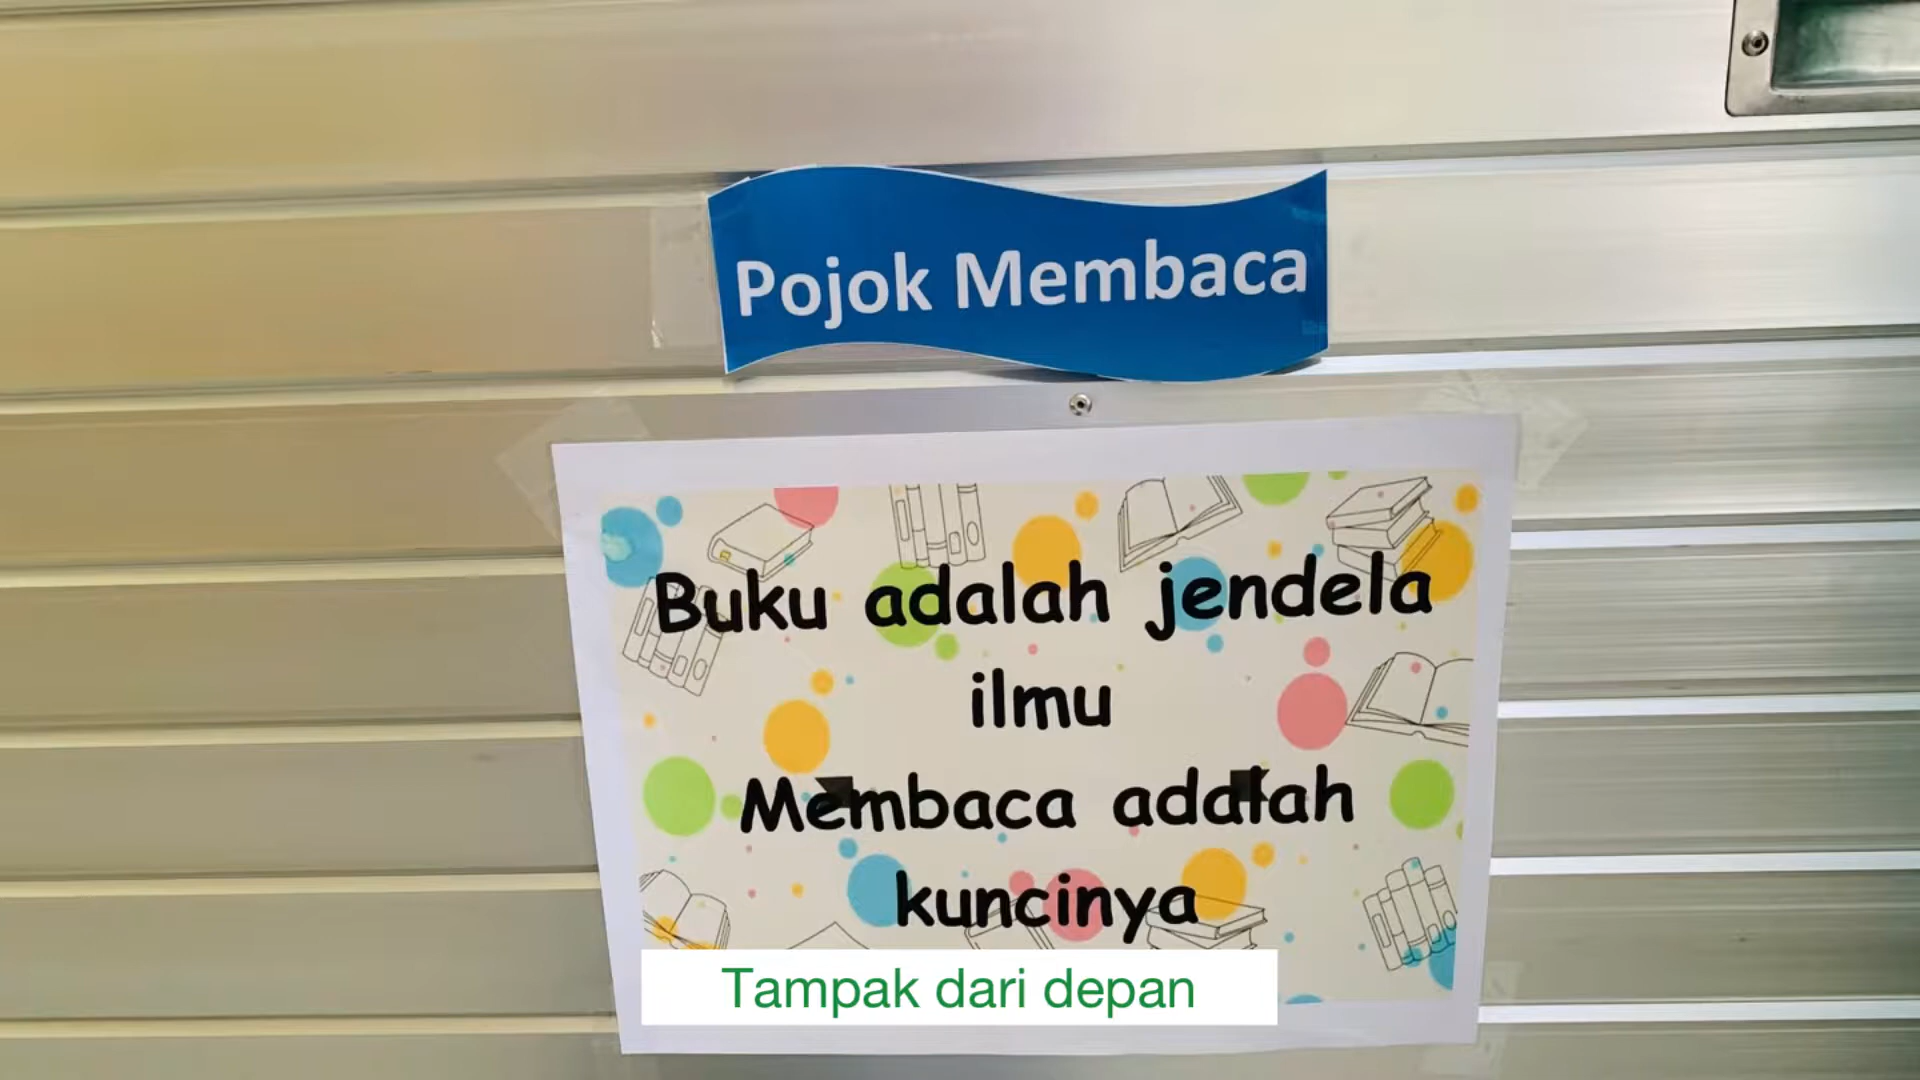 Pojok Membaca
Buku adalah jendela
ilmu
Membaca adalah
kuncinya
Tampak dari depan